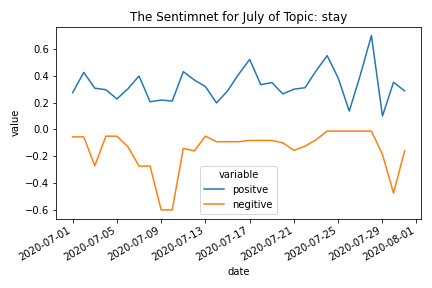 The Sentimnet for July of Topic: stay
value
0.6
0.4
0.2
0.0
−0.2
−0.4
−0.6
variable
positve
negitive
2020-07-01
2020-07-05
2020-07-09
2020-07-13
2020-07-17
2020-07-21
2020-07-25
2020-07-29
2020-08-01
date